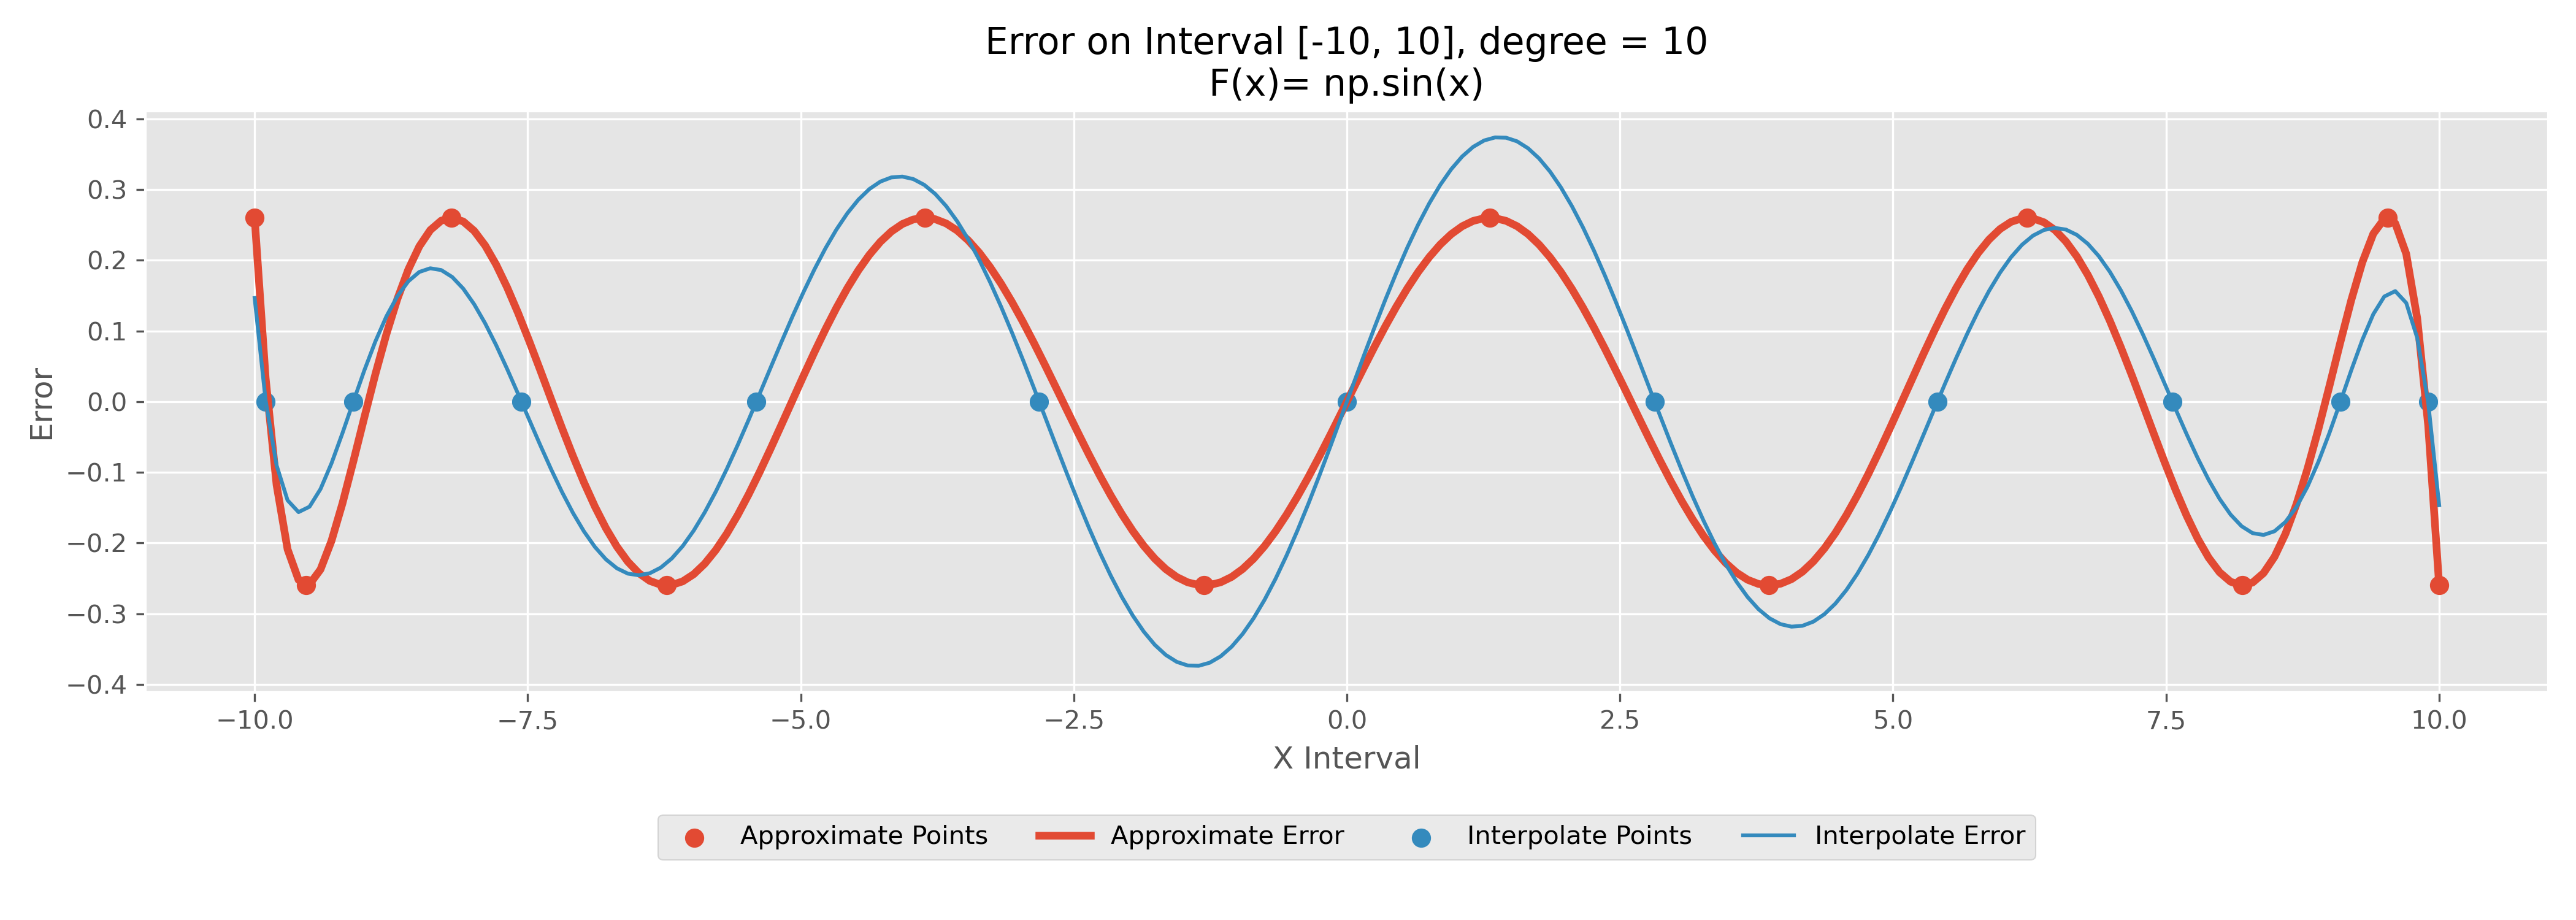 Error on Interval [-10, 10], degree = 10
F(x)= np.sin(x)
0.4
0.3
0.2
0.1
0.0
−0.1
−0.2
−0.3
−0.4
Error
−10.0 −7.5 −5.0 −2.5 0.0 2.5 5.0 7.5 10.0
X Interval
Approximate Points Approximate Error Interpolate Points Interpolate Error